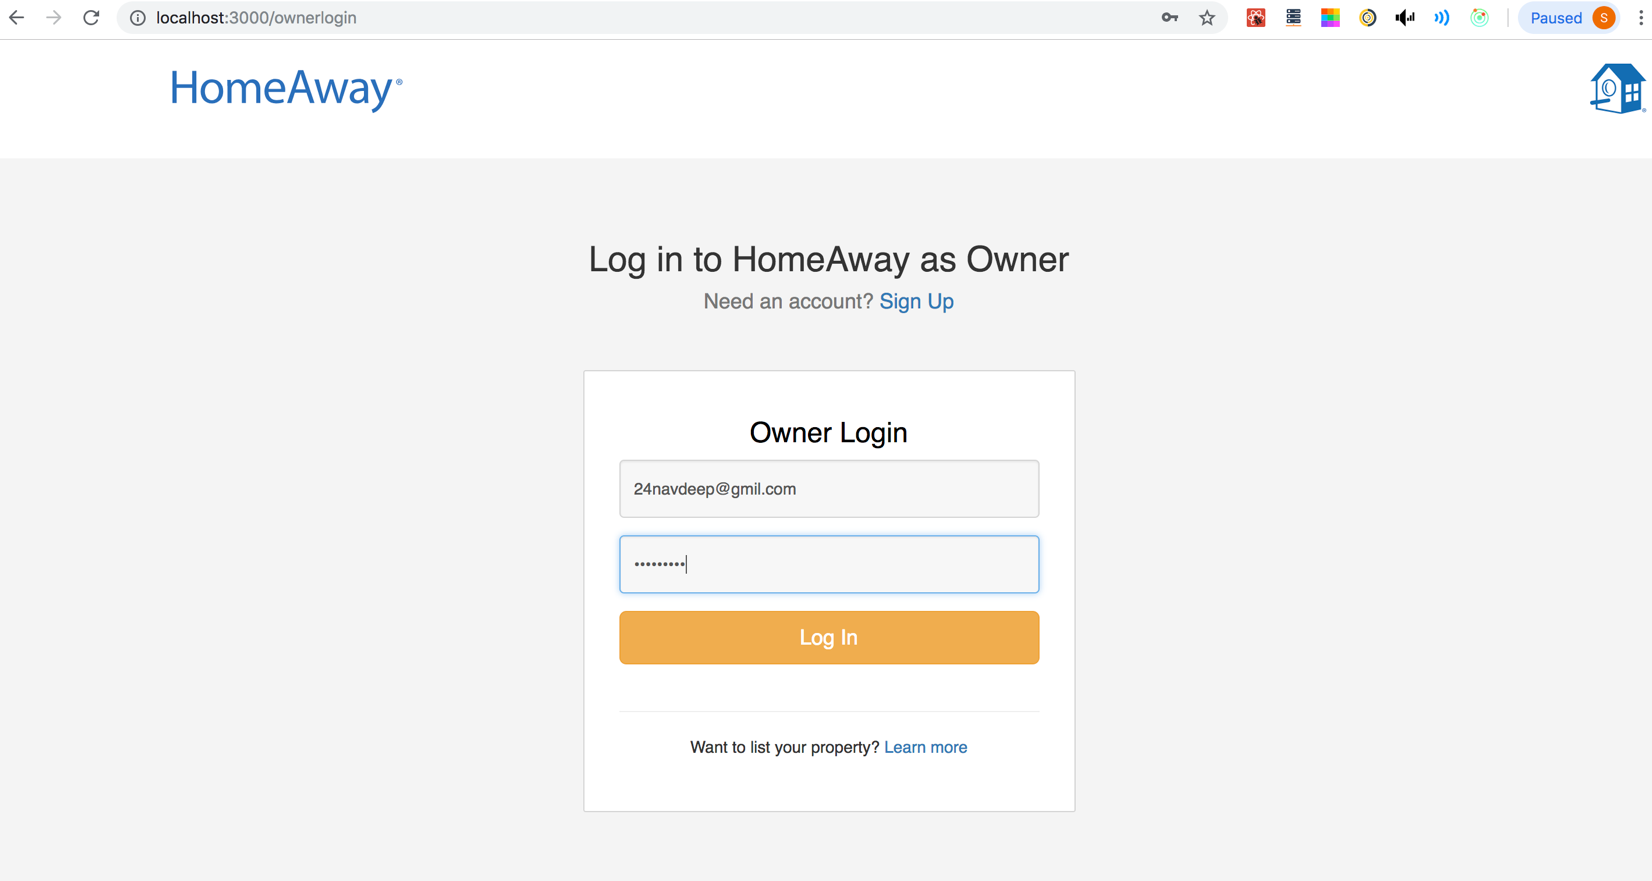 localhost:3000/ownerlogin
Paused S
HomeAway®
Log in to HomeAway as Owner
Need an account? Sign Up
Owner Login
24navdeep@gmil.com
•••••••••
Log In
Want to list your property? Learn more